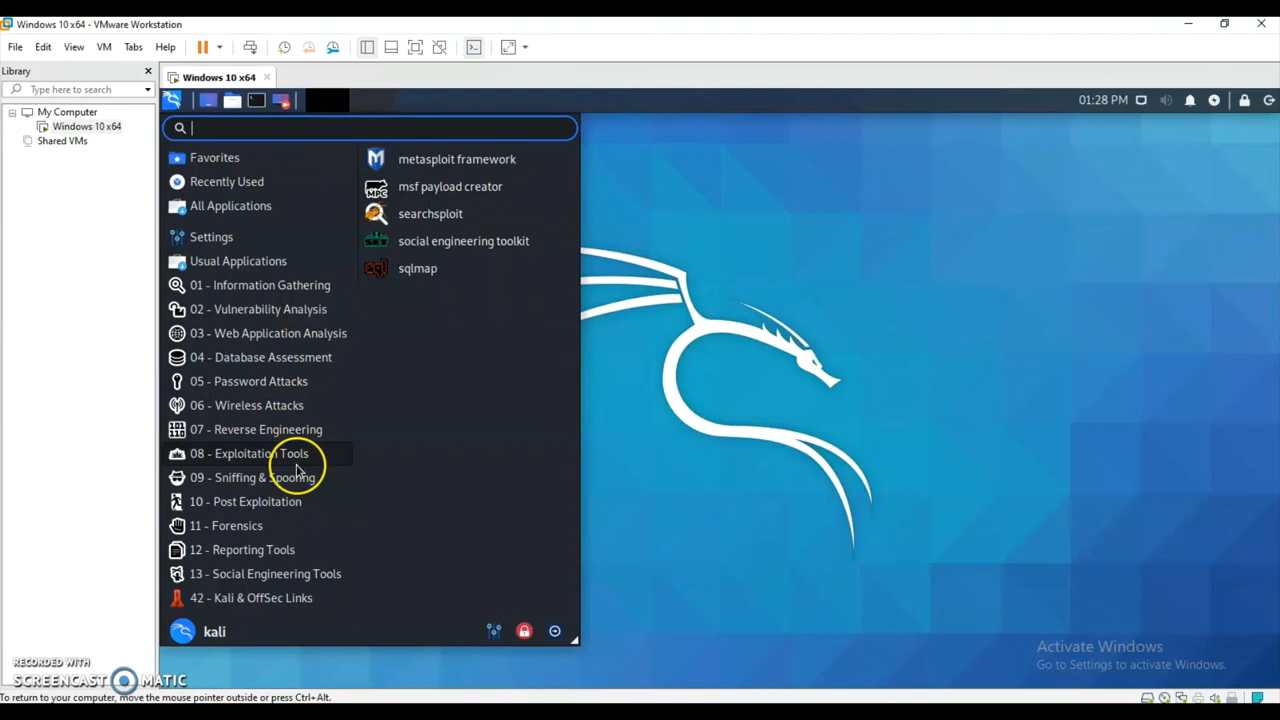 Windows 10 x64 - VMware Workstation
File Edit View VM Tabs Help
Library
Type here to search
My Computer
Windows 10 x64
Shared VMs
Windows 10 x64
01:28 PM
Favorites
Recently Used
All Applications
Settings
Usual Applications
01 - Information Gathering
02 - Vulnerability Analysis
03 - Web Application Analysis
04 - Database Assessment
05 - Password Attacks
06 - Wireless Attacks
07 - Reverse Engineering
08 - Exploitation Tools
09 - Sniffing & Spoofing
10 - Post Exploitation
11 - Forensics
12 - Reporting Tools
13 - Social Engineering Tools
42 - Kali & OffSec Links
metasploit framework
MPC
msf payload creator
searchsploit
social engineering toolkit
sql
sqlmap
kali
Activate Windows
Go to Settings to activate Windows.
RECORDED WITH
SCREENCAST MATIC
To return to your computer, move the mouse pointer outside or press Ctrl+Alt.